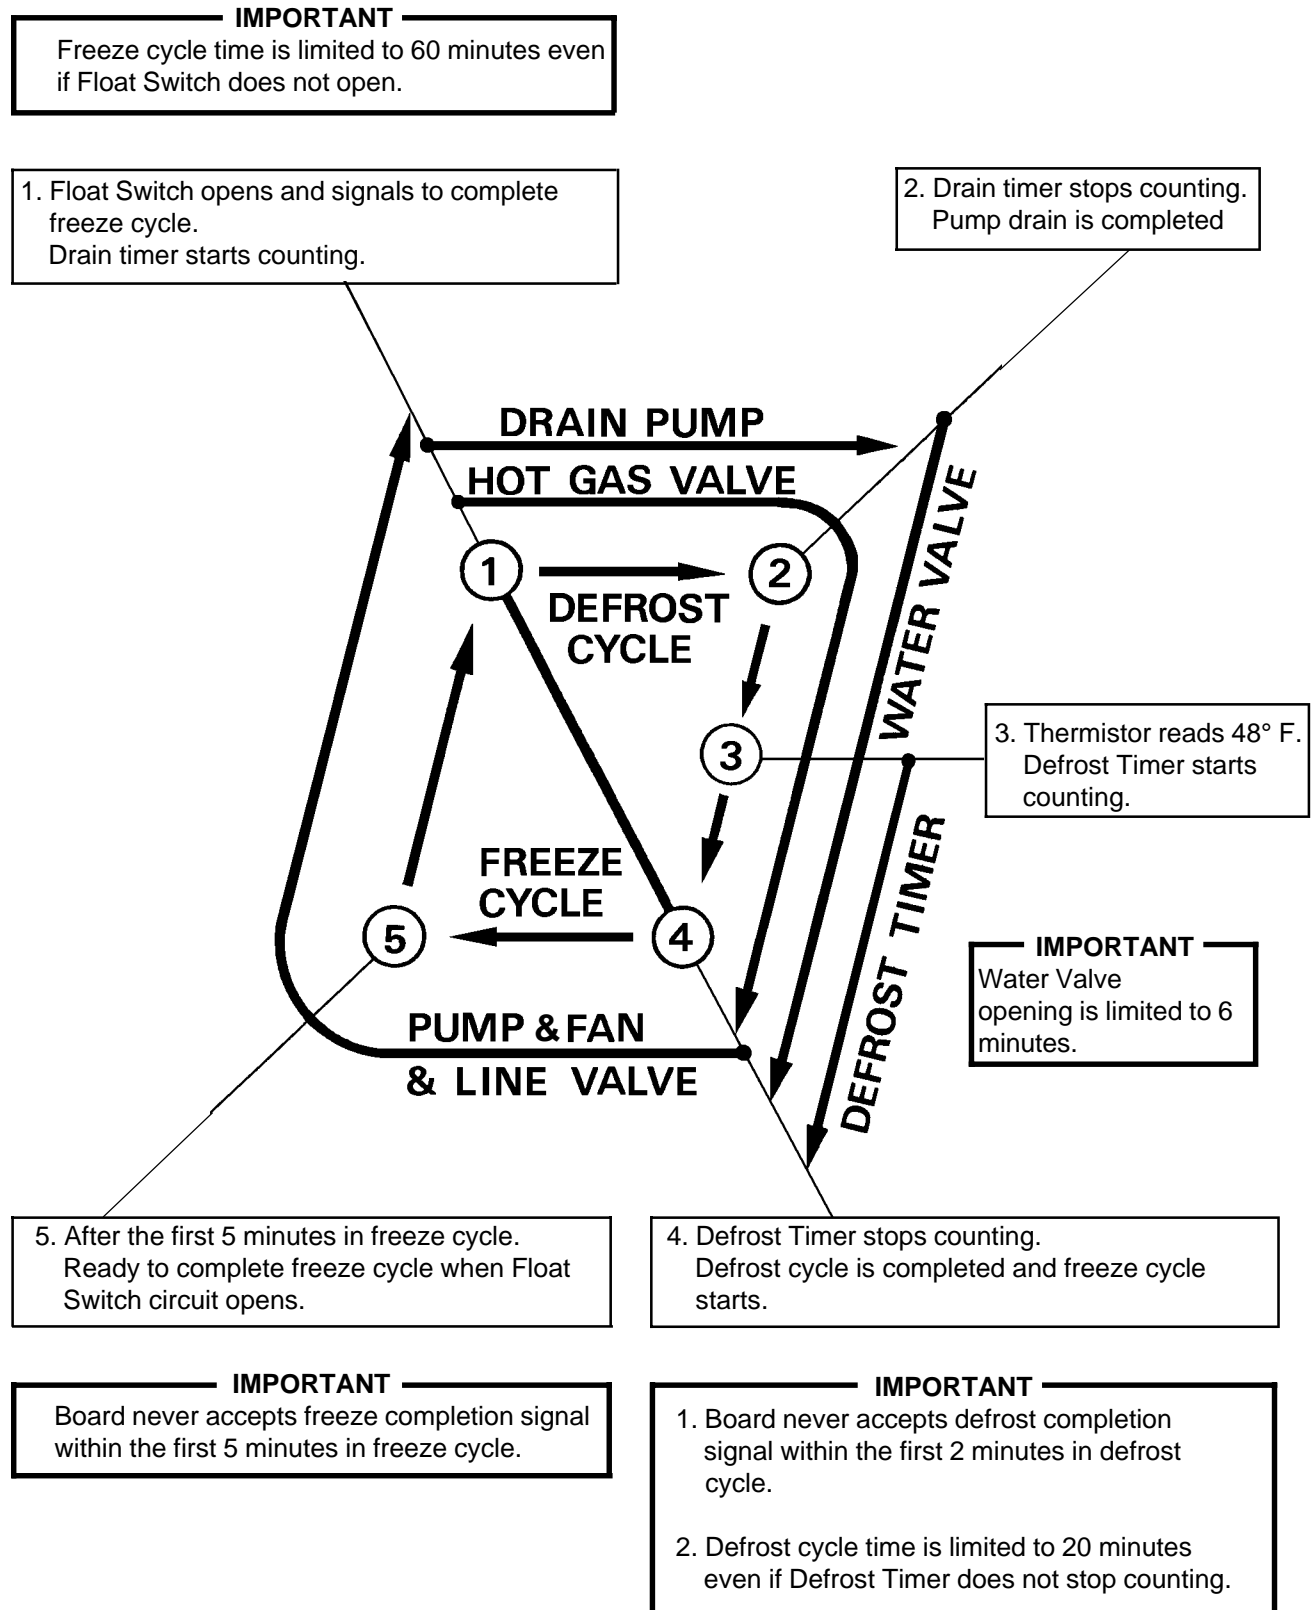 IMPORTANT
Freeze cycle time is limited to 60 minutes even
if Float Switch does not open.
1. Float Switch opens and signals to complete
freeze cycle.
Drain timer starts counting.
2. Drain timer stops counting.
Pump drain is completed
DRAIN PUMP
HOT GAS VALVE
1
2
DEFROST
CYCLE
WATER VALVE
3
3. Thermistor reads 48° F.
Defrost Timer starts
counting.
FREEZE
CYCLE
5
4
DEFROST TIMER
IMPORTANT
Water Valve
opening is limited to 6
minutes.
PUMP & FAN
& LINE VALVE
5. After the first 5 minutes in freeze cycle.
Ready to complete freeze cycle when Float
Switch circuit opens.
4. Defrost Timer stops counting.
Defrost cycle is completed and freeze cycle
starts.
IMPORTANT
Board never accepts freeze completion signal
within the first 5 minutes in freeze cycle.
IMPORTANT
1. Board never accepts defrost completion
signal within the first 2 minutes in defrost
cycle.
2. Defrost cycle time is limited to 20 minutes
even if Defrost Timer does not stop counting.